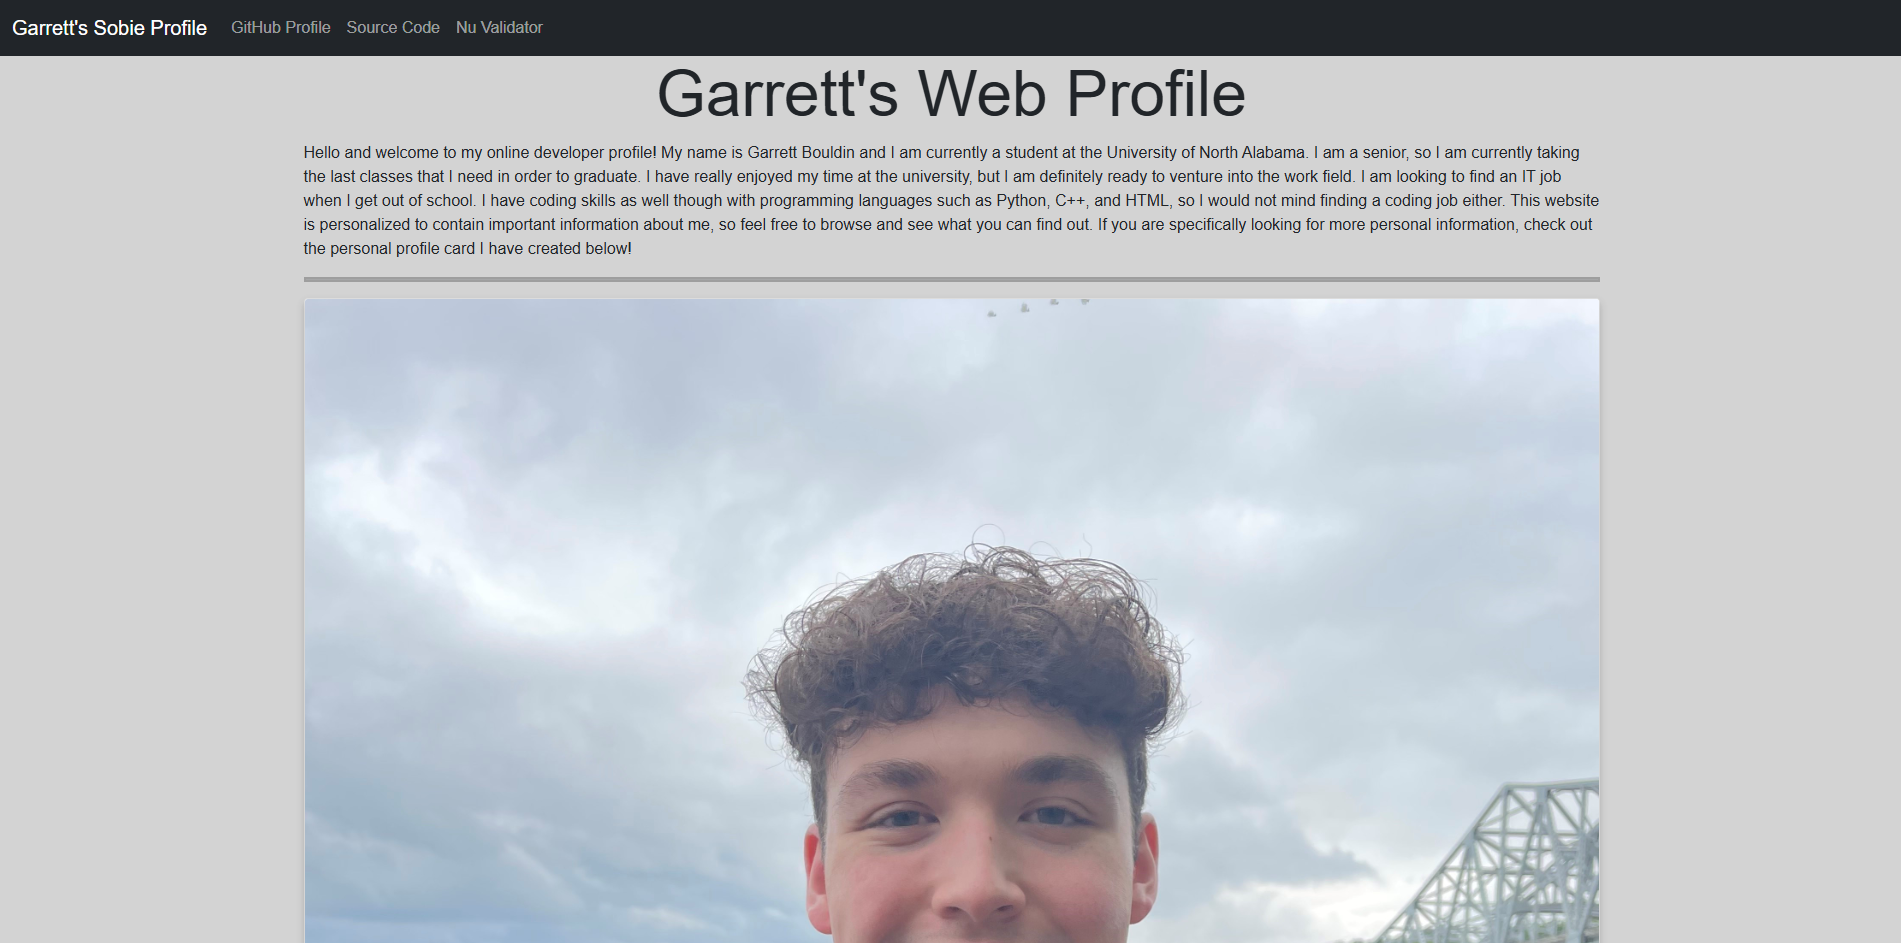 Garrett's Sobie Profile GitHub Profile Source Code Nu Validator
Garrett's Web Profile
Hello and welcome to my online developer profile! My name is Garrett Bouldin and I am currently a student at the University of North Alabama. I am a senior, so I am currently taking
the last classes that I need in order to graduate. I have really enjoyed my time at the university, but I am definitely ready to venture into the work field. I am looking to find an IT job
when I get out of school. I have coding skills as well though with programming languages such as Python, C++, and HTML, so I would not mind finding a coding job either. This website
is personalized to contain important information about me, so feel free to browse and see what you can find out. If you are specifically looking for more personal information, check out
the personal profile card I have created below!